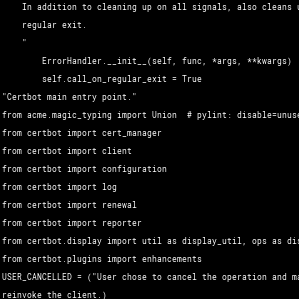 In addition to cleaning up on all signals, also cleans
regular exit.
"
ErrorHandler.__init__(self, func, *args, **kwargs)
self.call_on_regular_exit = True
"Certbot main entry point."
from acme.magic_typing import Union  # pylint: disable=unuse
from certbot import cert_manager
from certbot import client
from certbot import configuration
from certbot import log
from certbot import renewal
from certbot import reporter
from certbot.display import util as display_util, ops as dis
from certbot.plugins import enhancements
USER_CANCELLED = ("User chose to cancel the operation and m
reinvoke the client.)